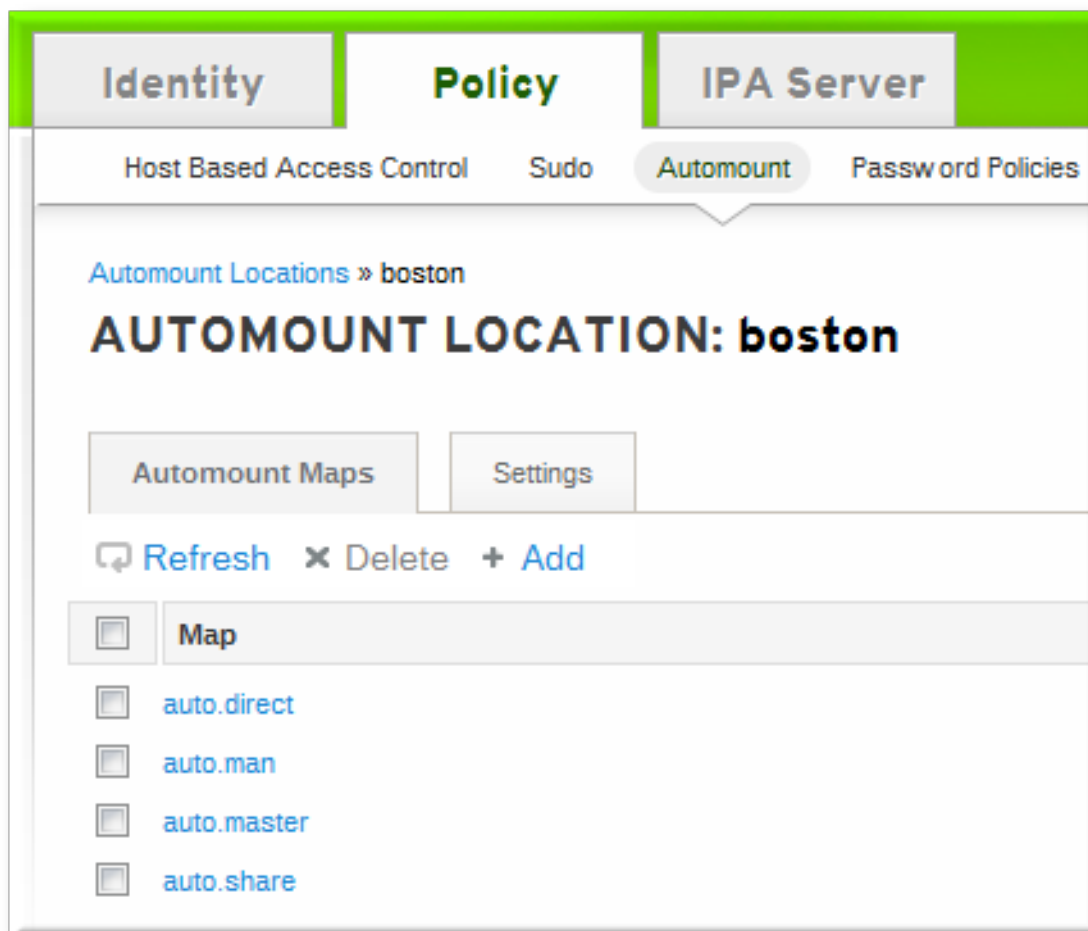 Identity Policy IPA Server
Host Based Access Control Sudo Automount Password Policies
Automount Locations » boston
AUTOMOUNT LOCATION: boston
Automount Maps Settings
Refresh Delete + Add
Map
auto.direct
auto.man
auto.master
auto.share